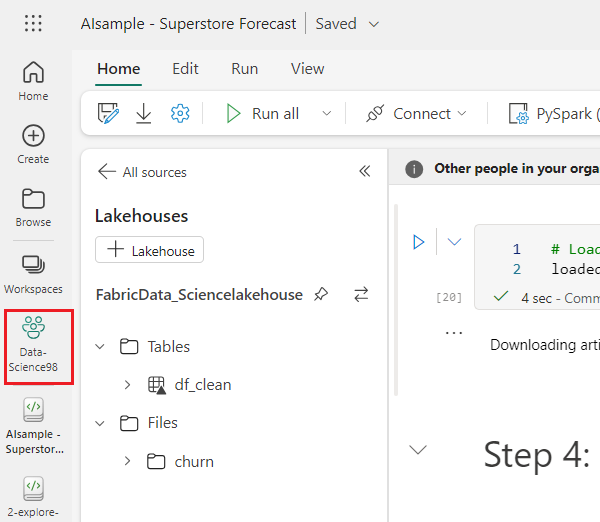 AIsample - Superstore Forecast
Saved
Home
Edit
Run
View
Run all
Connect
PySpark (
Home
Create
Browse
Workspaces
Data-
Science98
AIsample -
Superstor...
2-explore-
All sources
Lakehouses
Lakehouse
FabricData_Sciencelakehouse
Tables
df_clean
Files
churn
Other people in your orga
1 # Load
2 loaded
[20]
4 sec - Comm
...
Downloading arti
Step 4: